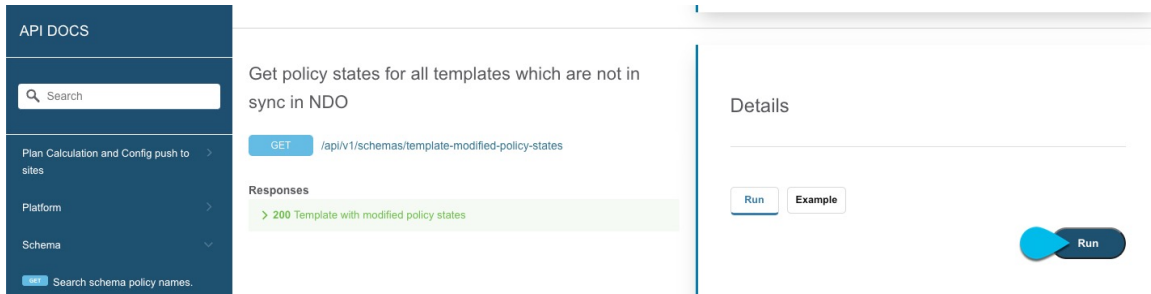 API DOCS
Search
Plan Calculation and Config push to
sites
Platform
Schema
GET Search schema policy names.
Get policy states for all templates which are not in
sync in NDO
GET /api/v1/schemas/template-modified-policy-states
Responses
200 Template with modified policy states
Details
Run Example
Run